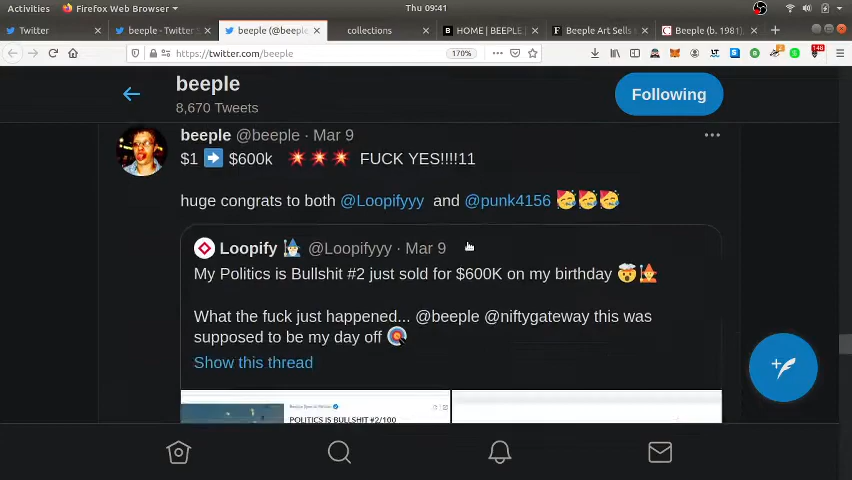 Activities Firefox Web Browser Thu 09:41
Twitter beeple - Twitter S beeple (@beeple collections HOME | BEEPLE Beeple Art Sells Beeple (b. 1981)
https://twitter.com/beeple 170% 148
beeple
8,670 Tweets
Following
beeple @beeple · Mar 9
$1 ➡ $600k 💥💥💥 FUCK YES!!!!11
huge congrats to both @Loopifyyy and @punk4156 🥳🥳🥳
Loopify 🧙‍♂️ @Loopifyyy · Mar 9
My Politics is Bullshit #2 just sold for $600K on my birthday 🤯
What the fuck just happened... @beeple @niftygateway this was
supposed to be my day off 🎯
Show this thread
POLITICS IS BULLSHIT #2/100